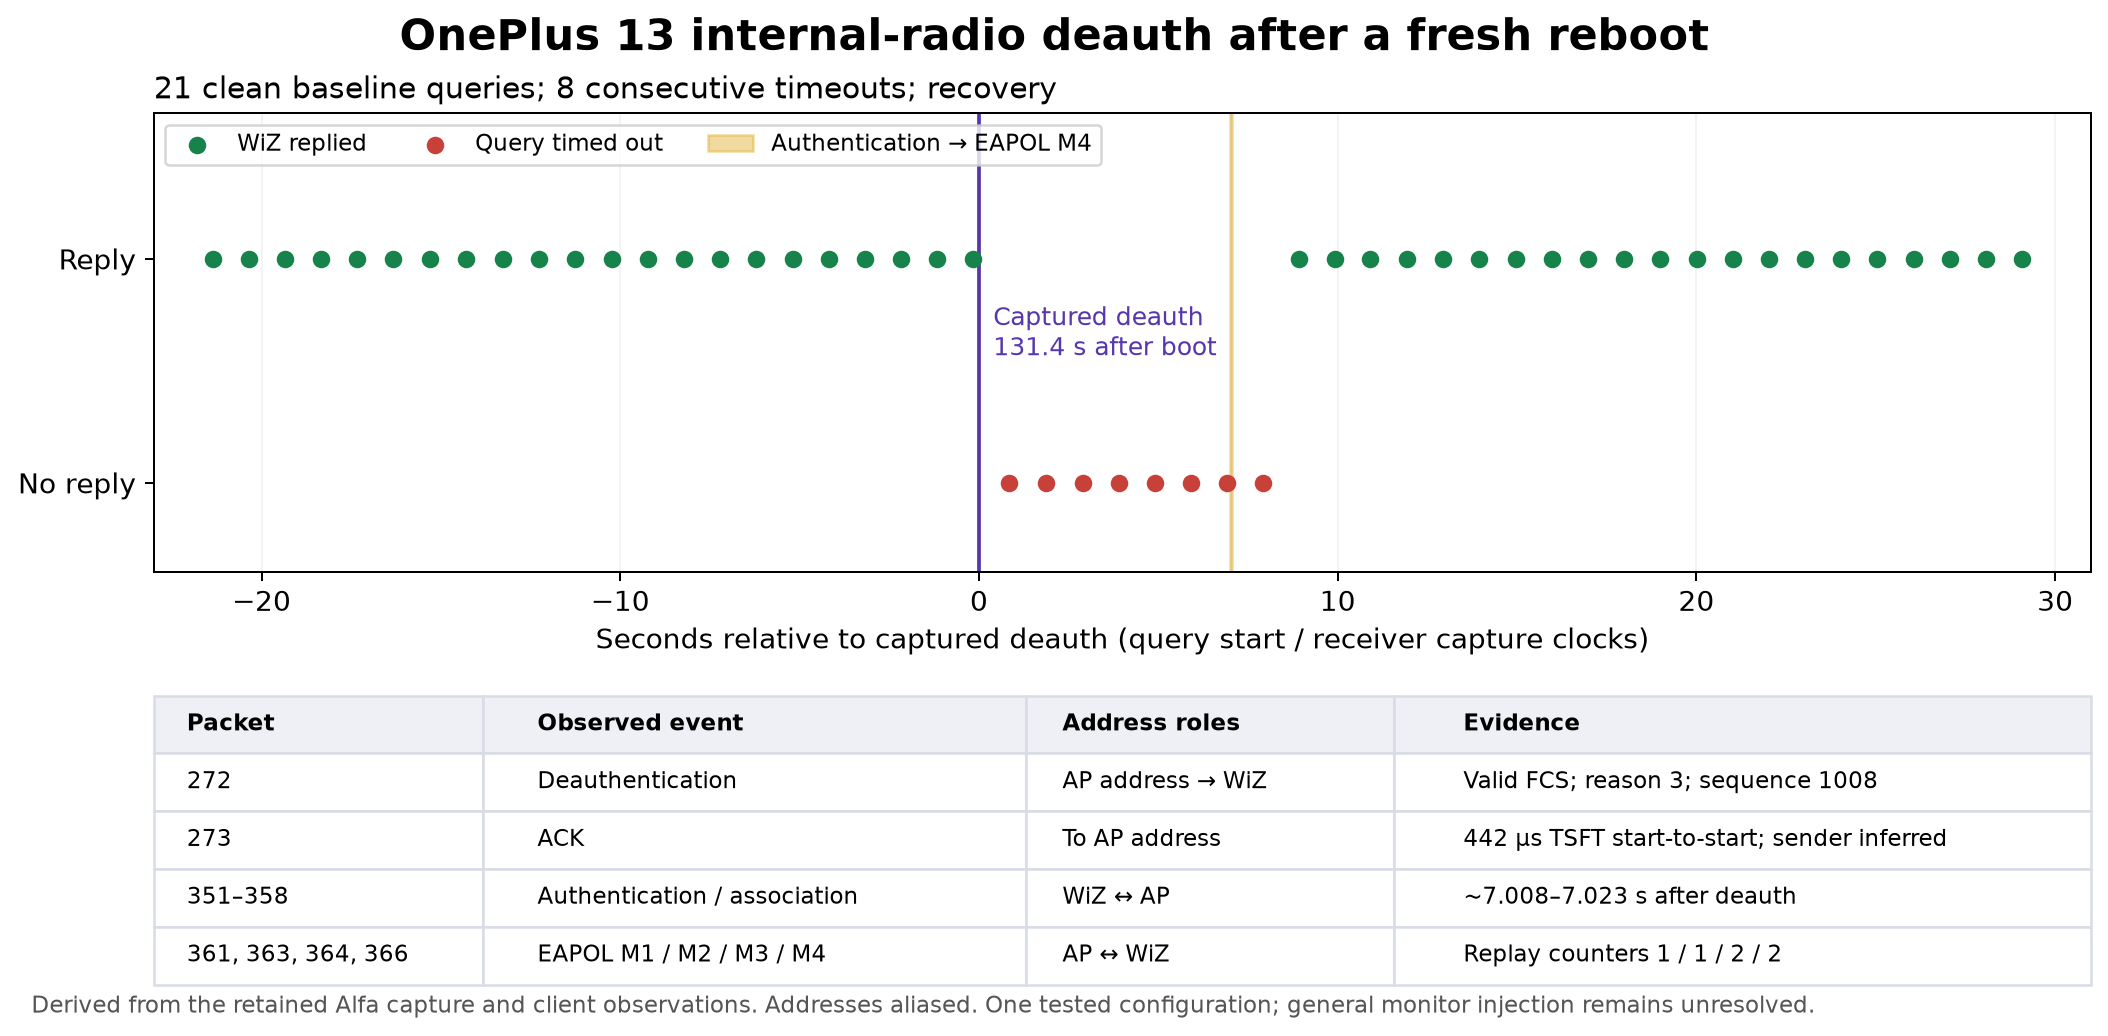 OnePlus 13 internal-radio deauth after a fresh reboot
21 clean baseline queries; 8 consecutive timeouts; recovery
WiZ replied
Query timed out
Authentication → EAPOL M4
Reply
Captured deauth
131.4 s after boot
No reply
−20
−10
0
10
20
30
Seconds relative to captured deauth (query start / receiver capture clocks)
Packet Observed event Address roles Evidence
272 Deauthentication AP address → WiZ Valid FCS; reason 3; sequence 1008
273 ACK To AP address 442 µs TSFT start-to-start; sender inferred
351–358 Authentication / association WiZ ↔ AP ~7.008–7.023 s after deauth
361, 363, 364, 366 EAPOL M1 / M2 / M3 / M4 AP ↔ WiZ Replay counters 1 / 1 / 2 / 2
Derived from the retained Alfa capture and client observations. Addresses aliased. One tested configuration; general monitor injection remains unresolved.